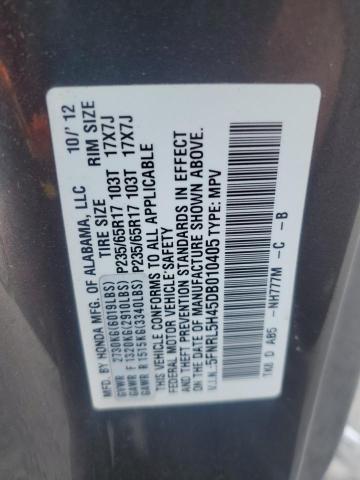 MFD. BY HONDA MFG. OF ALABAMA, LLC 10/'12
TIRE SIZE RIM SIZE
GVWR 2730KG(6019LBS)
GAWR F 1320KG(2910LBS) P235/65R17 103T 17X7J
GAWR R 1515KG(3340LBS) P235/65R17 103T 17X7J
THIS VEHICLE CONFORMS TO ALL APPLICABLE
FEDERAL MOTOR VEHICLE SAFETY
AND THEFT PREVENTION STANDARDS IN EFFECT
ON THE DATE OF MANUFACTURE SHOWN ABOVE.
V.I.N.: 5FNRL5H45DB010405 TYPE: MPV
TK8 D AB5 - NH777M - C - B